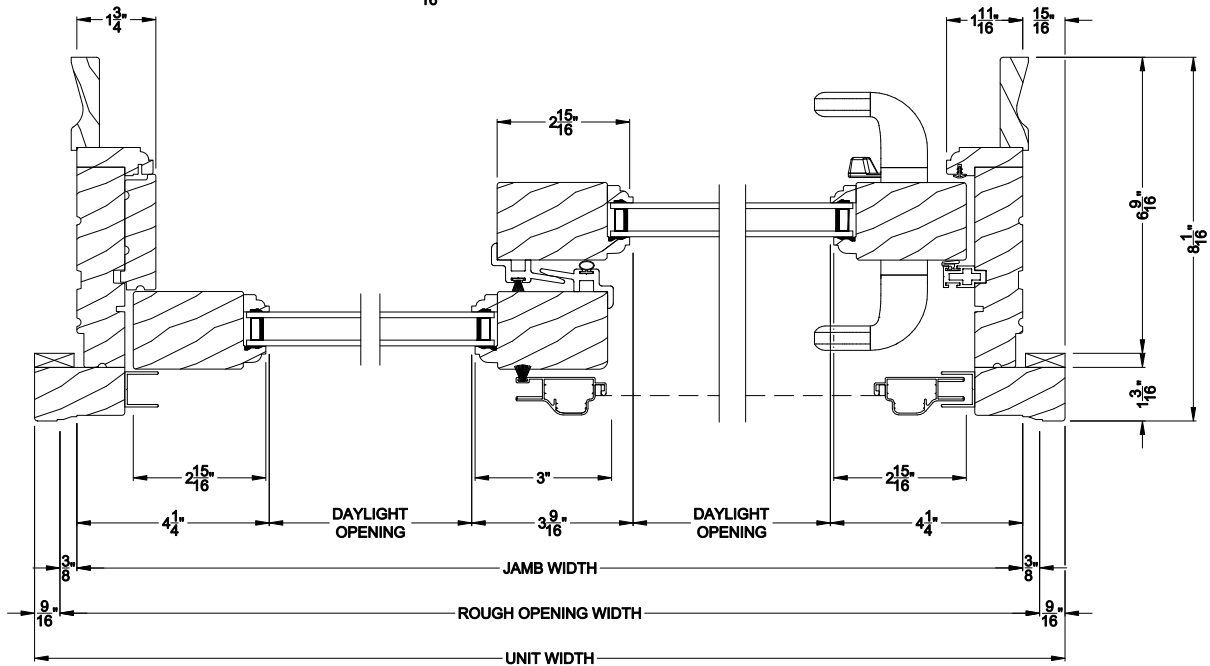 16
1 3/4"
1 11/16"
15/16"
2 15/16"
6 9/16"
8 1/16"
1 3/16"
2 15/16"
3"
2 15/16"
4 1/4"
DAYLIGHT
OPENING
3 9/16"
DAYLIGHT
OPENING
4 1/4"
3/8"
JAMB WIDTH
3/8"
9/16"
ROUGH OPENING WIDTH
9/16"
UNIT WIDTH